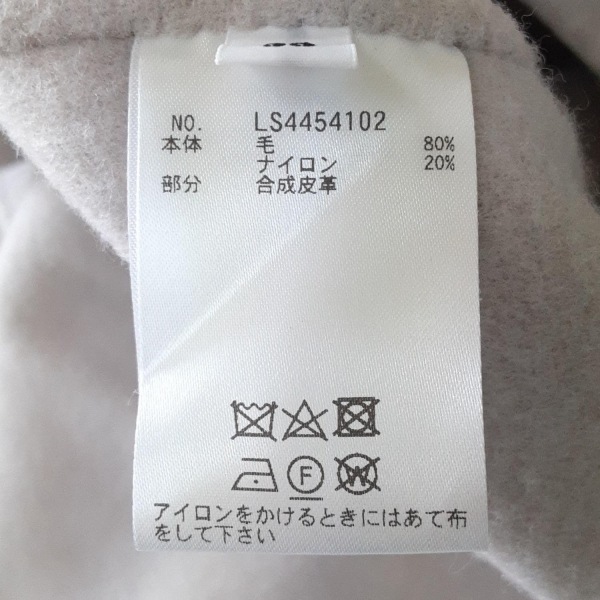 NO. LS4454102
本体 毛 80%
ナイロン 20%
部分 合成皮革
F W
アイロンをかけるときにはあて布
をして下さい